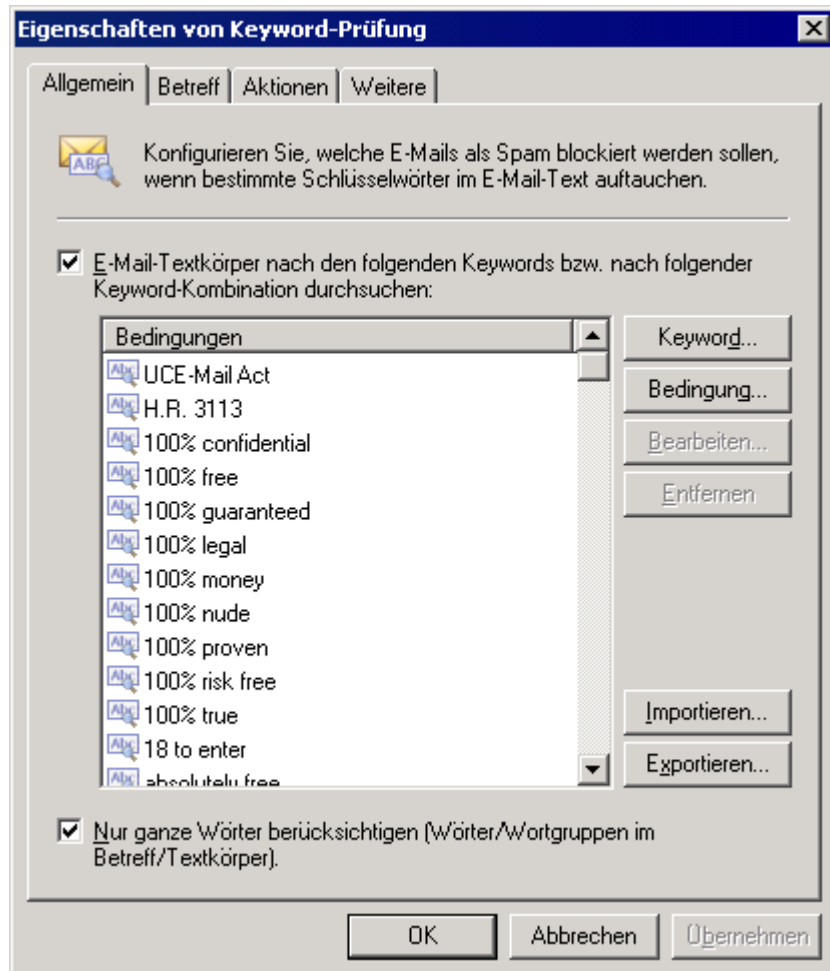 Eigenschaften von Keyword-Prüfung
Allgemein
Betreff
Aktionen
Weitere
Konfigurieren Sie, welche E-Mails als Spam blockiert werden sollen,
wenn bestimmte Schlüsselwörter im E-Mail-Text auftauchen.
E-Mail-Textkörper nach den folgenden Keywords bzw. nach folgender
Keyword-Kombination durchsuchen:
Bedingungen
UCE-Mail Act
H.R. 3113
100% confidential
100% free
100% guaranteed
100% legal
100% money
100% nude
100% proven
100% risk free
100% true
18 to enter
absolutely free
Keyword...
Bedingung...
Bearbeiten...
Entfernen
Importieren...
Exportieren...
Nur ganze Wörter berücksichtigen (Wörter/Wortgruppen im
Betreff/Textkörper).
OK
Abbrechen
Übernehmen